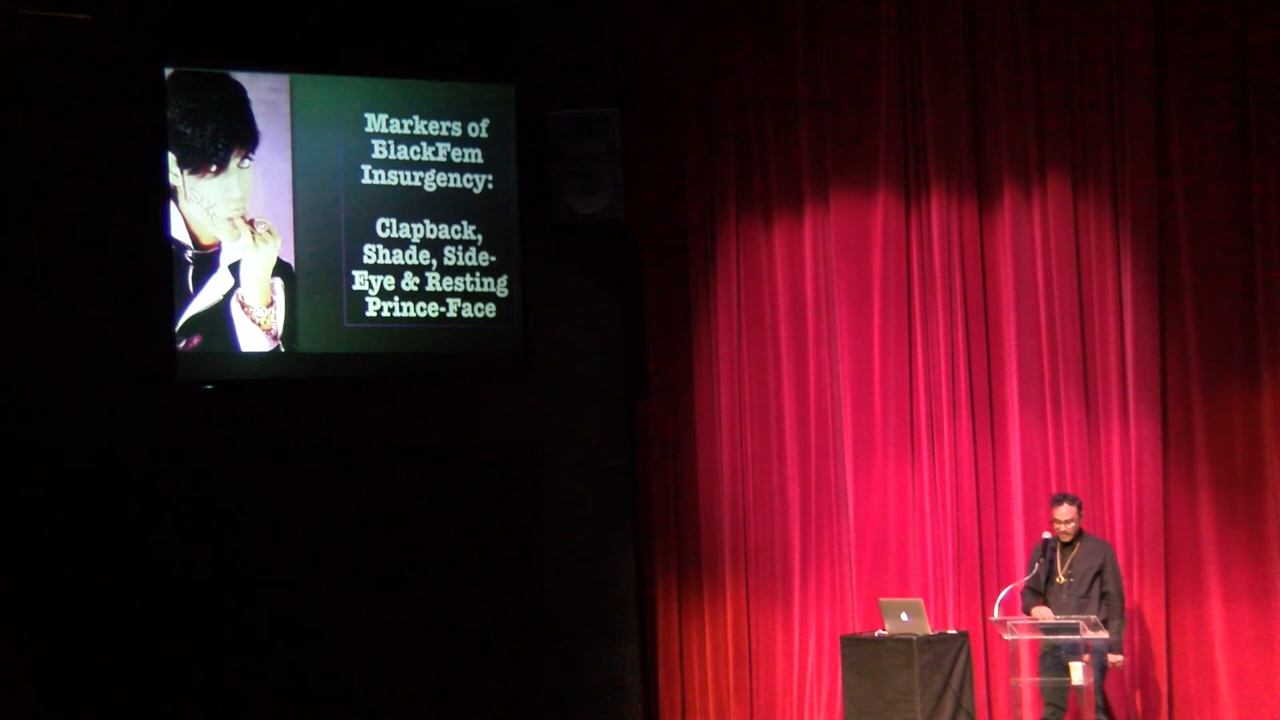 Markers of
BlackFem
Insurgency:
Clapback,
Shade, Side-
Eye & Resting
Prince-Face